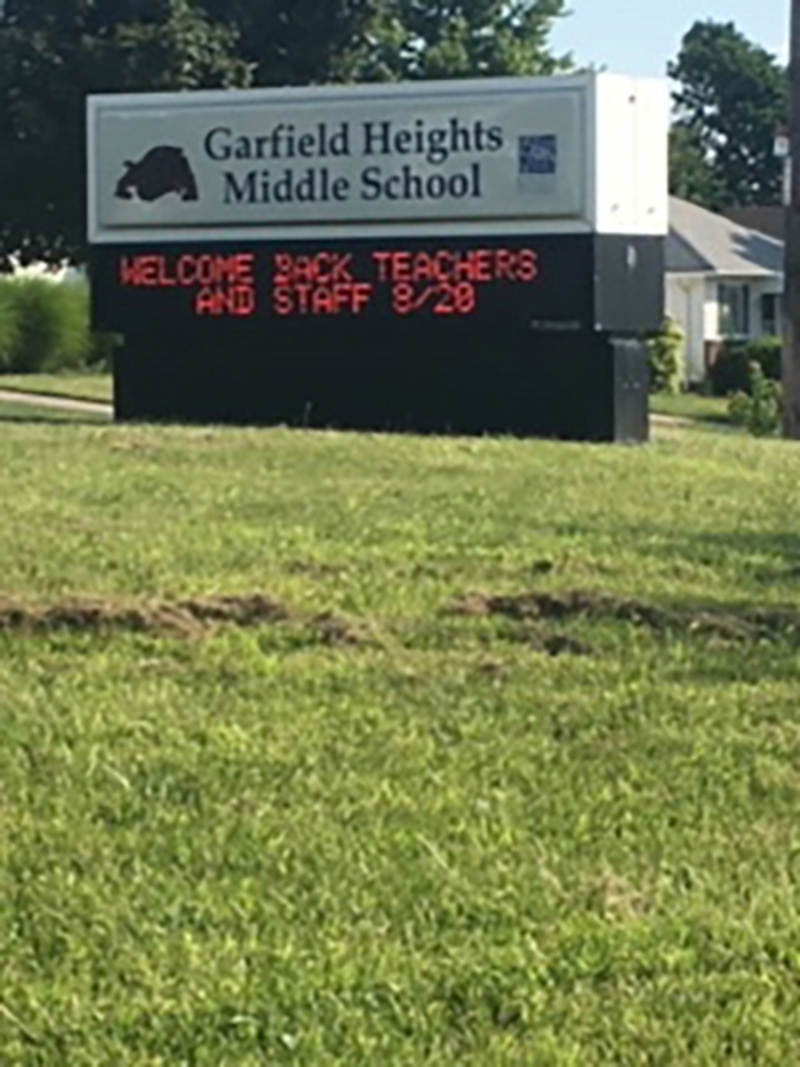 Garfield Heights
Middle School
WELCOME BACK TEACHERS
AND STAFF 8/20